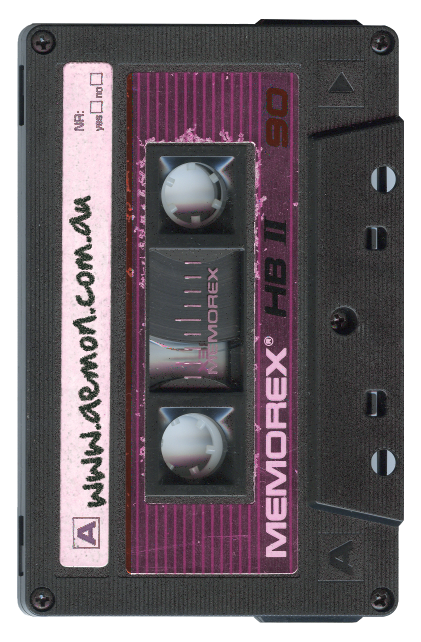 A
www.aemon.com.au
NR:
yes no
MEMOREX® HB II 90
MEMOREX
A